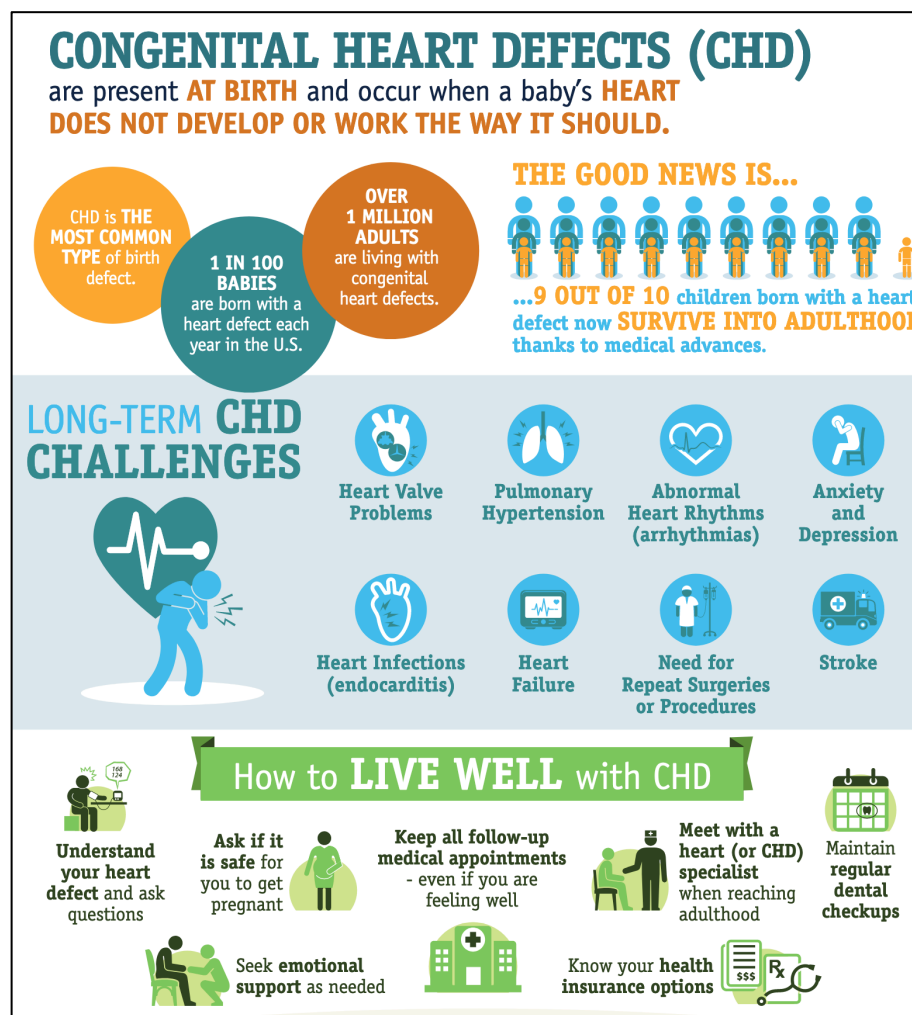 CONGENITAL HEART DEFECTS (CHD)
are present AT BIRTH and occur when a baby's HEART
DOES NOT DEVELOP OR WORK THE WAY IT SHOULD.
CHD is THE
MOST COMMON
TYPE of birth
defect.
1 IN 100
BABIES
are born with a
heart defect each
year in the U.S.
OVER
1 MILLION
ADULTS
are living with
congenital
heart defects.
THE GOOD NEWS IS...
...9 OUT OF 10 children born with a heart
defect now SURVIVE INTO ADULTHOO
thanks to medical advances.
LONG-TERM CHD
CHALLENGES
Heart Valve
Problems
Pulmonary
Hypertension
Abnormal
Heart Rhythms
(arrhythmias)
Anxiety
and
Depression
Heart Infections
(endocarditis)
Heart
Failure
Need for
Repeat Surgeries
or Procedures
Stroke
How to LIVE WELL with CHD
168
124
Understand
your heart
defect and ask
questions
Ask if it
is safe for
you to get
pregnant
Keep all follow-up
medical appointments
- even if you are
feeling well
Meet with a
heart (or CHD)
specialist
when reaching
adulthood
Maintain
regular
dental
checkups
Seek emotional
support as needed
Know your health
insurance options
$$$
Rx